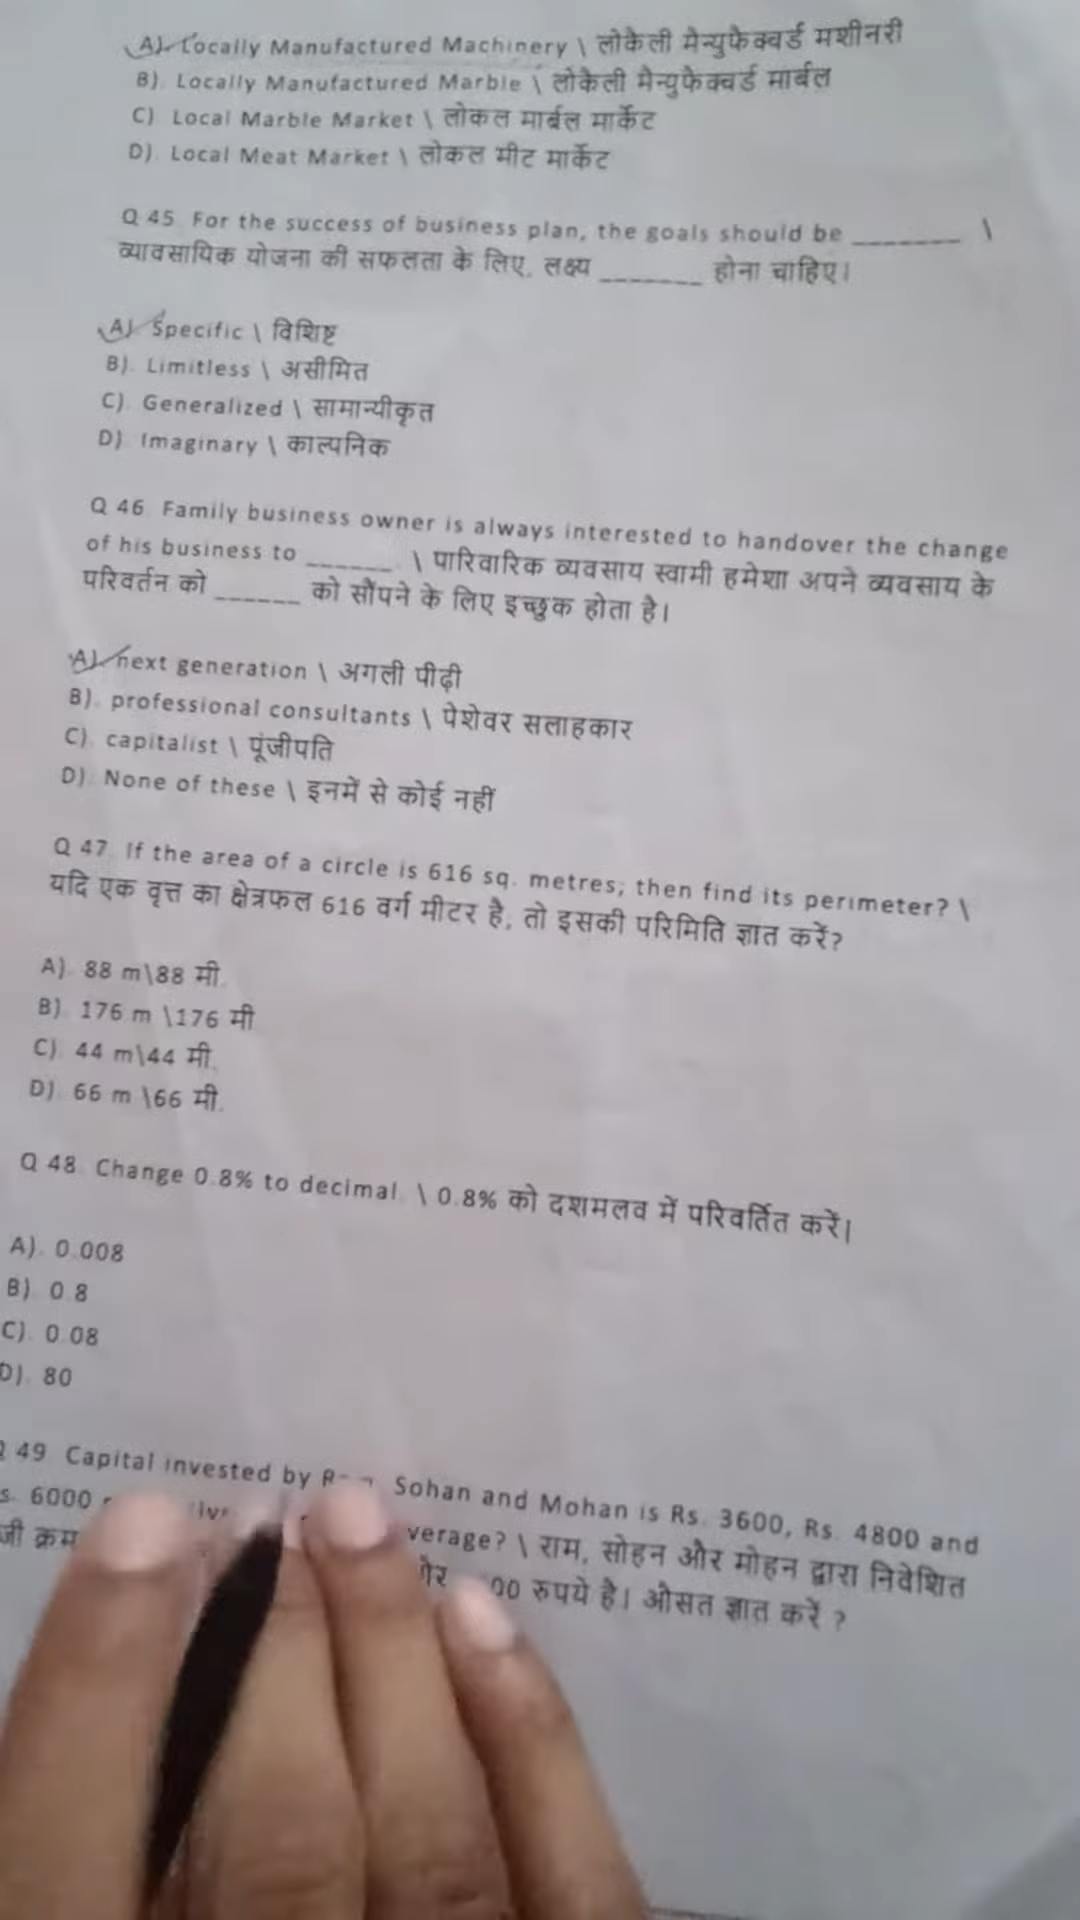 A). Locally Manufactured Machinery \ लोकेली मैन्युफैक्चर्ड मशीनरी
B). Locally Manufactured Marble \ लोकेली मैन्युफैक्चर्ड मार्बल
C). Local Marble Market \ लोकल मार्बल मार्केट
D). Local Meat Market \ लोकल मीट मार्केट
Q 45. For the success of business plan, the goals should be ________ \
व्यावसायिक योजना की सफलता के लिए, लक्ष्य ________ होना चाहिए।
A). Specific \ विशिष्ट
B). Limitless \ असीमित
C). Generalized \ सामान्यीकृत
D). Imaginary \ काल्पनिक
Q 46. Family business owner is always interested to handover the change
of his business to ______. \ पारिवारिक व्यवसाय स्वामी हमेशा अपने व्यवसाय के
परिवर्तन को ______ को सौंपने के लिए इच्छुक होता है।
A). next generation \ अगली पीढ़ी
B). professional consultants \ पेशेवर सलाहकार
C). capitalist \ पूंजीपति
D). None of these \ इनमें से कोई नहीं
Q 47. If the area of a circle is 616 sq. metres; then find its perimeter? \
यदि एक वृत्त का क्षेत्रफल 616 वर्ग मीटर है, तो इसकी परिमिति ज्ञात करें?
A). 88 m\88 मी.
B). 176 m \176 मी
C). 44 m\44 मी.
D). 66 m \66 मी.
Q 48. Change 0.8% to decimal. \ 0.8% को दशमलव में परिवर्तित करें|
A). 0.008
B). 0.8
C). 0.08
D). 80
49 Capital invested by Sohan and Mohan is Rs. 3600, Rs. 4800 and
6000 verage? \ राम, सोहन और मोहन द्वारा निवेशित
क्रम 00 रुपये है। औसत ज्ञात करें ?